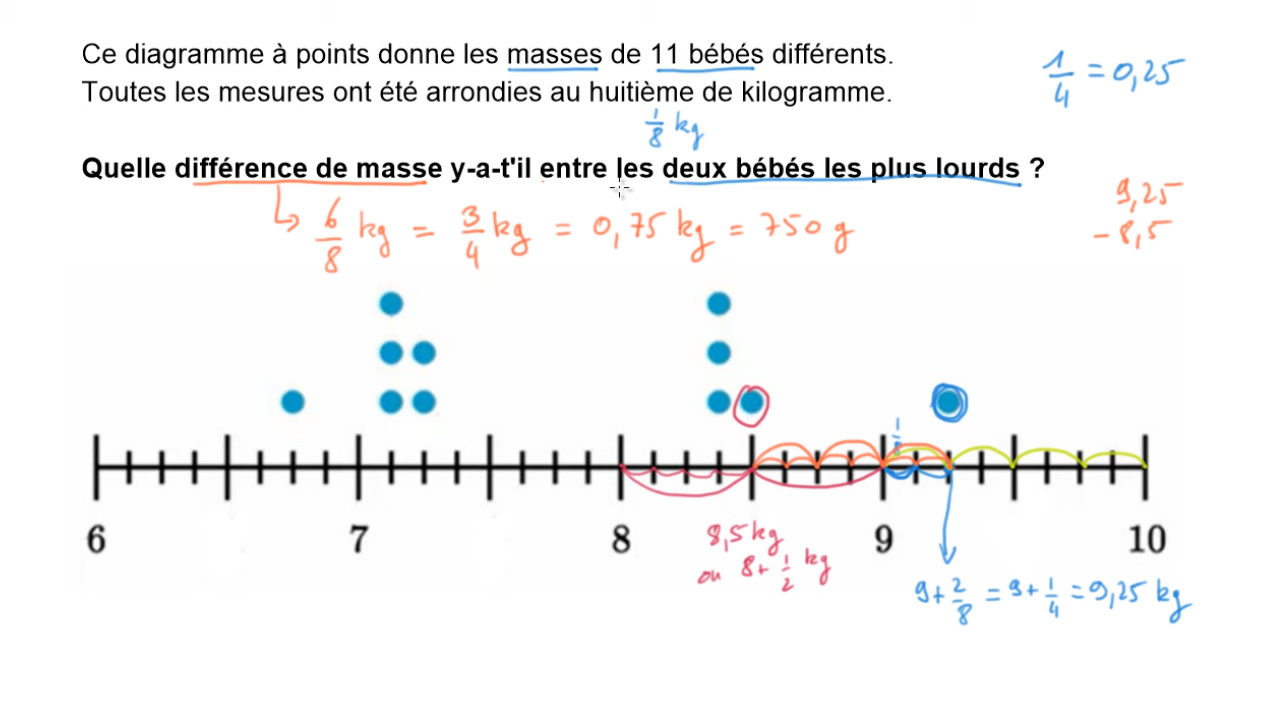 Ce diagramme à points donne les masses de 11 bébés différents.
1/4 = 0,25
Toutes les mesures ont été arrondies au huitième de kilogramme.
1/8 kg
Quelle différence de masse y-a-t'il entre les deux bébés les plus lourds ?
9,25
- 8,5
6/8 kg = 3/4 kg = 0,75 kg = 750 g
6 7 8 9 10
8,5 kg
ou 8 + 1/2 kg
9 + 2/8 = 9 + 1/4 = 9,25 kg